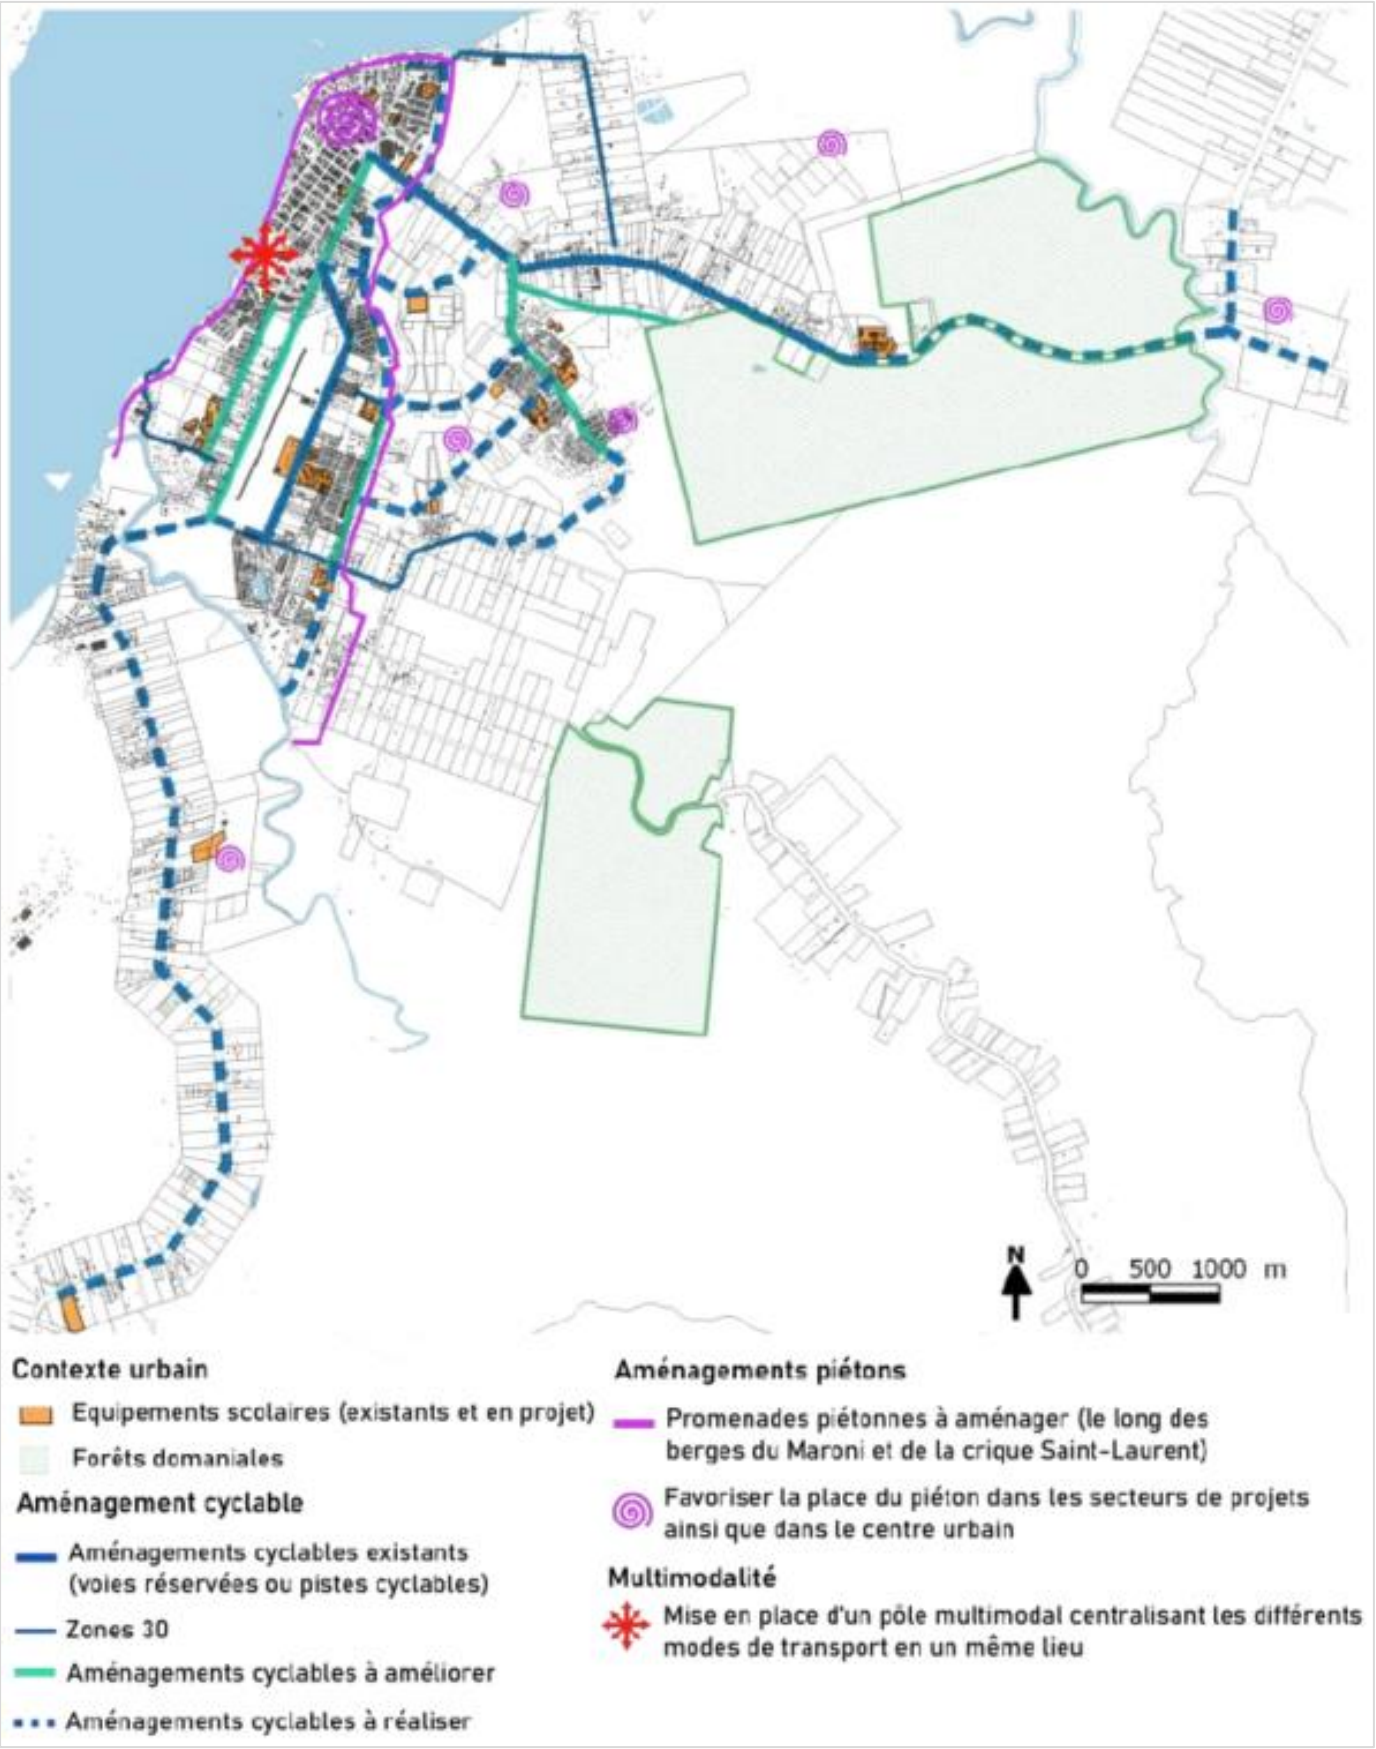 N
0 500 1000 m
Contexte urbain
Equipements scolaires (existants et en projet)
Forêts domaniales
Aménagement cyclable
Aménagements cyclables existants
(voies réservées ou pistes cyclables)
Zones 30
Aménagements cyclables à améliorer
Aménagements cyclables à réaliser
Aménagements piétons
Promenades piétonnes à aménager (le long des
berges du Maroni et de la crique Saint-Laurent)
Favoriser la place du piéton dans les secteurs de projets
ainsi que dans le centre urbain
Multimodalité
Mise en place d'un pôle multimodal centralisant les différents
modes de transport en un même lieu